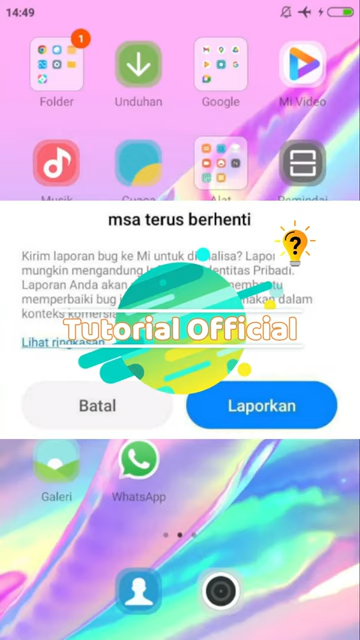 14:49
1
Folder
Unduhan
Google
Mi Video
Musik
Cuaca
Alat
Pemindai
msa terus berhenti
?
Kirim laporan bug ke Mi untuk dianalisa? Lapor
mungkin mengandung Identitas Pribadi.
Laporan Anda akan membantu
memperbaiki bug dalam
konteks komersial
Tutorial Official
Lihat ringkasan
Batal
Laporkan
Galeri
WhatsApp